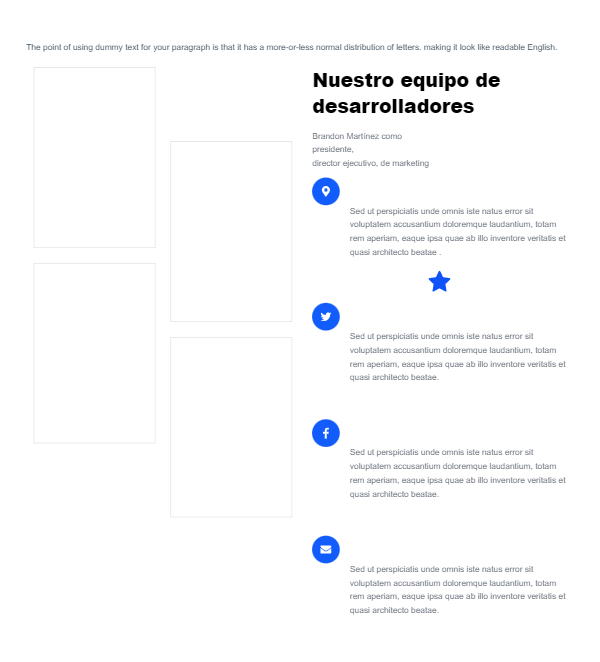 The point of using dummy text for your paragraph is that it has a more-or-less normal distribution of letters. making it look like readable English.
Nuestro equipo de
desarrolladores
Brandon Martínez como
presidente,
director ejecutivo, de marketing
Sed ut perspiciatis unde omnis iste natus error sit
voluptatem accusantium doloremque laudantium, totam
rem aperiam, eaque ipsa quae ab illo inventore veritatis et
quasi architecto beatae .
Sed ut perspiciatis unde omnis iste natus error sit
voluptatem accusantium doloremque laudantium, totam
rem aperiam, eaque ipsa quae ab illo inventore veritatis et
quasi architecto beatae.
Sed ut perspiciatis unde omnis iste natus error sit
voluptatem accusantium doloremque laudantium, totam
rem aperiam, eaque ipsa quae ab illo inventore veritatis et
quasi architecto beatae.
Sed ut perspiciatis unde omnis iste natus error sit
voluptatem accusantium doloremque laudantium, totam
rem aperiam, eaque ipsa quae ab illo inventore veritatis et
quasi architecto beatae.